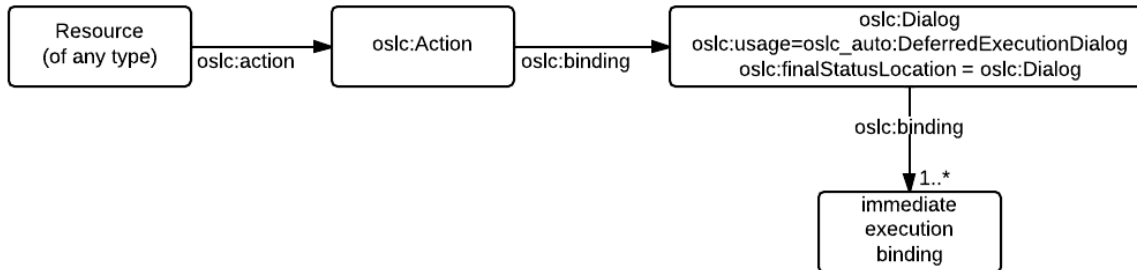 Resource
(of any type)
oslc:action
oslc:Action
oslc:binding
oslc:Dialog
oslc:usage=oslc_auto:DeferredExecutionDialog
oslc:finalStatusLocation = oslc:Dialog
oslc:binding
1..*
immediate
execution
binding